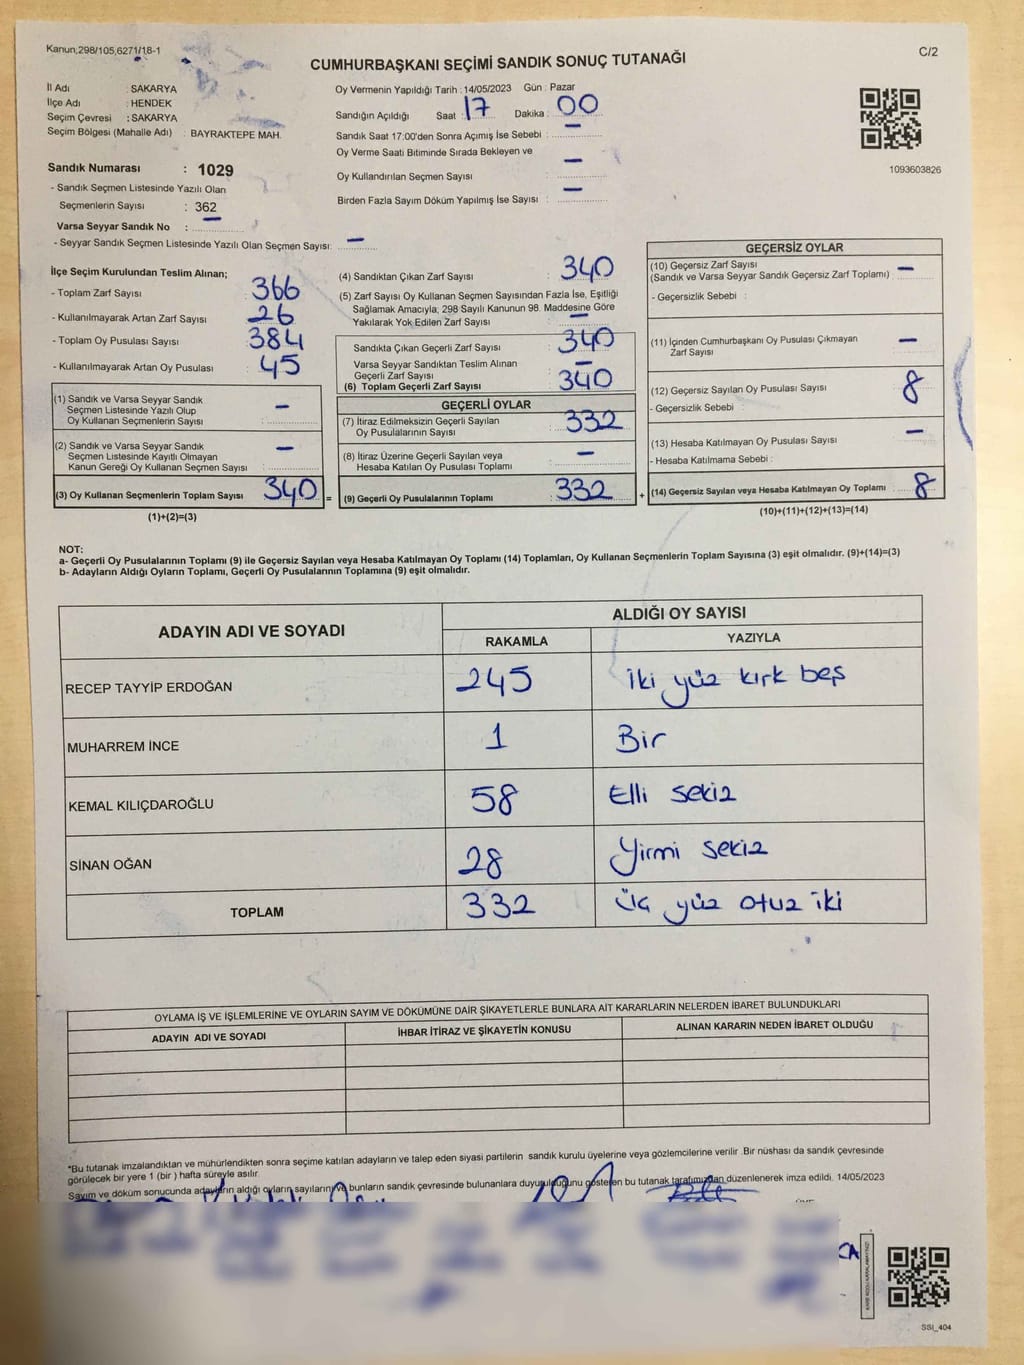 Kanun;298/105,6271/18-1
C/2
CUMHURBAŞKANI SEÇİMİ SANDIK SONUÇ TUTANAĞI
İl Adı : SAKARYA
İlçe Adı : HENDEK
Seçim Çevresi : SAKARYA
Seçim Bölgesi (Mahalle Adı) : BAYRAKTEPE MAH.
Oy Vermenin Yapıldığı Tarih : 14/05/2023 Gün : Pazar
Sandığın Açıldığı Saat : 17 Dakika : 00
Sandık Saat 17:00'den Sonra Açımış İse Sebebi : —
Oy Verme Saati Bitiminde Sırada Bekleyen ve
Oy Kullandırılan Seçmen Sayısı : —
Birden Fazla Sayım Döküm Yapılmış İse Sayısı : —
1093603826
Sandık Numarası : 1029
- Sandık Seçmen Listesinde Yazılı Olan
Seçmenlerin Sayısı : 362
Varsa Seyyar Sandık No : —
- Seyyar Sandık Seçmen Listesinde Yazılı Olan Seçmen Sayısı: —
İlçe Seçim Kurulundan Teslim Alınan;
- Toplam Zarf Sayısı : 366
- Kullanılmayarak Artan Zarf Sayısı : 26
- Toplam Oy Pusulası Sayısı : 384
- Kullanılmayarak Artan Oy Pusulası : 45
(1) Sandık ve Varsa Seyyar Sandık
Seçmen Listesinde Yazılı Olup
Oy Kullanan Seçmenlerin Sayısı : —
(2) Sandık ve Varsa Seyyar Sandık
Seçmen Listesinde Kayıtlı Olmayan
Kanun Gereği Oy Kullanan Seçmen Sayısı : —
(3) Oy Kullanan Seçmenlerin Toplam Sayısı : 340 =
(1)+(2)=(3)
(4) Sandıktan Çıkan Zarf Sayısı : 340
(5) Zarf Sayısı Oy Kullanan Seçmen Sayısından Fazla İse, Eşitliği
Sağlamak Amacıyla, 298 Sayılı Kanunun 98. Maddesine Göre
Yakılarak Yok Edilen Zarf Sayısı : —
Sandıkta Çıkan Geçerli Zarf Sayısı : 340
Varsa Seyyar Sandıktan Teslim Alınan
Geçerli Zarf Sayısı : —
(6) Toplam Geçerli Zarf Sayısı : 340
GEÇERLİ OYLAR
(7) İtiraz Edilmeksizin Geçerli Sayılan
Oy Pusulalarının Sayısı : 332
(8) İtiraz Üzerine Geçerli Sayılan veya
Hesaba Katılan Oy Pusulası Toplamı : —
(9) Geçerli Oy Pusulalarının Toplamı : 332 +
GEÇERSİZ OYLAR
(10) Geçersiz Zarf Sayısı
(Sandık ve Varsa Seyyar Sandık Geçersiz Zarf Toplamı) : —
- Geçersizlik Sebebi :
(11) İçinden Cumhurbaşkanı Oy Pusulası Çıkmayan
Zarf Sayısı : —
(12) Geçersiz Sayılan Oy Pusulası Sayısı : 8
- Geçersizlik Sebebi :
(13) Hesaba Katılmayan Oy Pusulası Sayısı : —
- Hesaba Katılmama Sebebi :
(14) Geçersiz Sayılan veya Hesaba Katılmayan Oy Toplamı : 8
(10)+(11)+(12)+(13)=(14)
NOT:
a- Geçerli Oy Pusulalarının Toplamı (9) ile Geçersiz Sayılan veya Hesaba Katılmayan Oy Toplamı (14) Toplamları, Oy Kullanan Seçmenlerin Toplam Sayısına (3) eşit olmalıdır. (9)+(14)=(3)
b- Adayların Aldığı Oyların Toplamı, Geçerli Oy Pusulalarının Toplamına (9) eşit olmalıdır.
ADAYIN ADI VE SOYADI
ALDIĞI OY SAYISI
RAKAMLA YAZIYLA
RECEP TAYYİP ERDOĞAN 245 iki yüz kırk beş
MUHARREM İNCE 1 Bir
KEMAL KILIÇDAROĞLU 58 Elli sekiz
SİNAN OĞAN 28 Yirmi sekiz
TOPLAM 332 Üç yüz otuz iki
OYLAMA İŞ VE İŞLEMLERİNE VE OYLARIN SAYIM VE DÖKÜMÜNE DAİR ŞİKAYETLERLE BUNLARA AİT KARARLARIN NELERDEN İBARET BULUNDUKLARI
ADAYIN ADI VE SOYADI İHBAR İTİRAZ VE ŞİKAYETİN KONUSU ALINAN KARARIN NEDEN İBARET OLDUĞU
*Bu tutanak imzalandıktan ve mühürlendikten sonra seçime katılan adayların ve talep eden siyasi partilerin sandık kurulu üyelerine veya gözlemcilerine verilir. Bir nüshası da sandık çevresinde
görülecek bir yere 1 (bir ) hafta süreyle asılır.
Sayım ve döküm sonucunda adayların aldığı oyların sayılarını ve bunların sandık çevresinde bulunanlara duyurulduğunu gösteren bu tutanak tarafımızdan düzenlenerek imza edildi. 14/05/2023
SSI_404